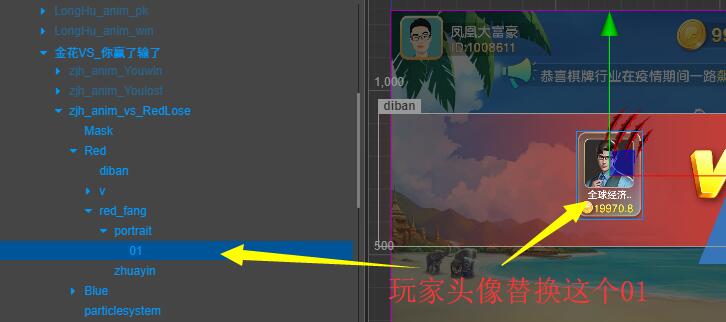 LongHu_anim_pk
LongHu_anim_win
金花VS_你赢了输了
zjh_anim_Youwin
zjh_anim_Youlost
zjh_anim_vs_RedLose
Mask
Red
diban
v
red_fang
portrait
01
zhuayin
Blue
particlesystem
凤凰大富豪
ID:1008611
99
恭喜棋牌行业在疫情期间一路飙
1,000
diban
全球经济..
19970.8
V
500
玩家头像替换这个01